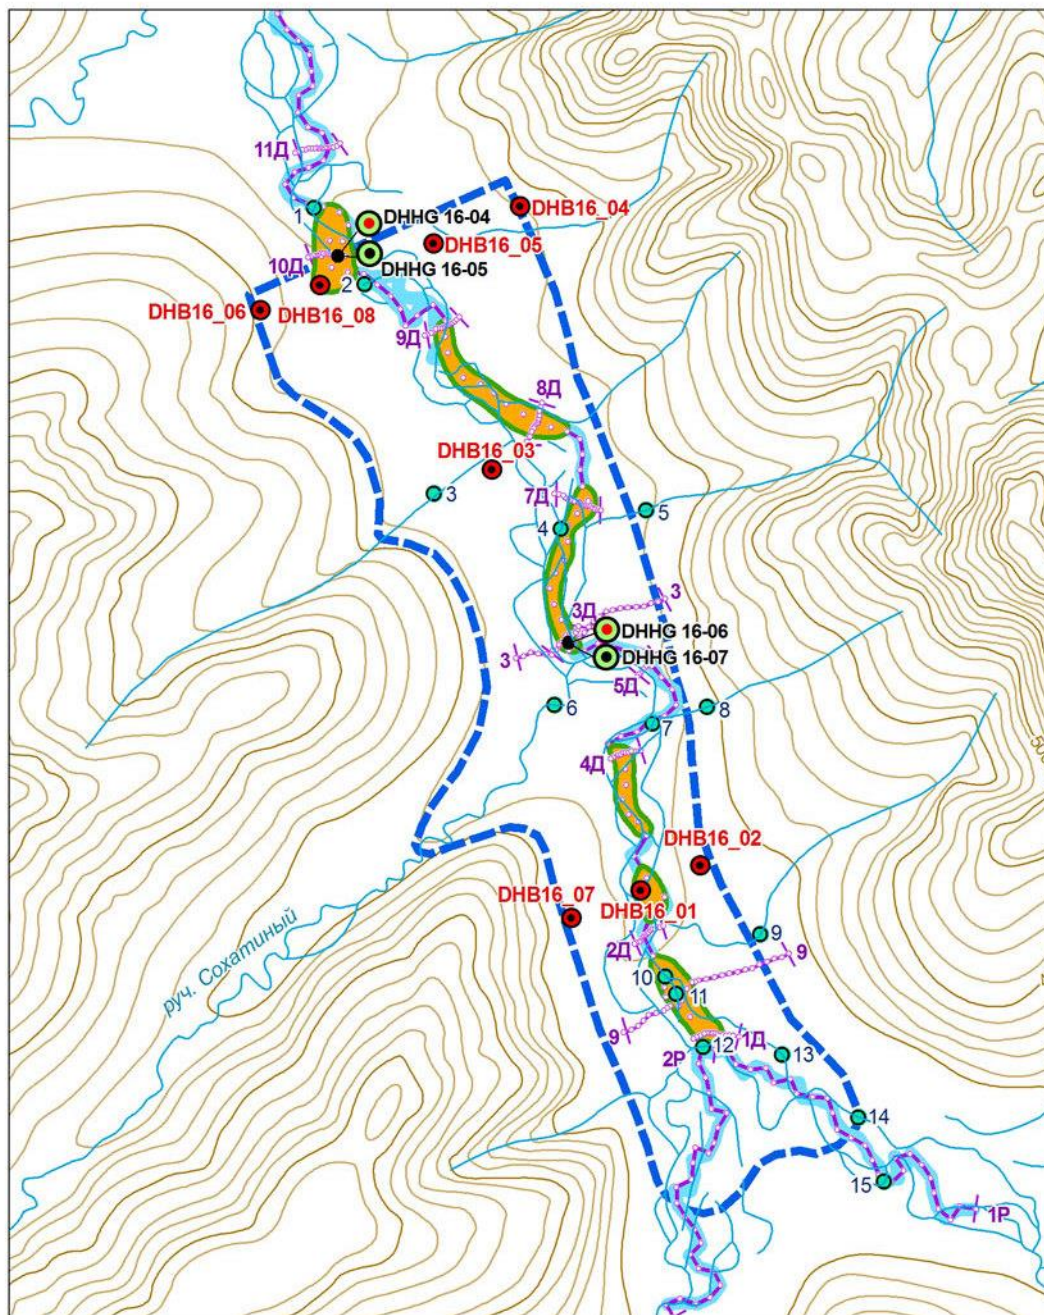 11Д
1
DHHG 16-04
DHB16_04
DHB16_05
10Д
DHHG 16-05
2
DHB16_06
DHB16_08
9Д
8Д
DHB16_03
3
7Д
5
4
3
3Д
DHHG 16-06
DHHG 16-07
3
5Д
6
8
7
4Д
DHB16_02
DHB16_07
DHB16_01
руч. Сохатиный
9
2Д
9
10
11
9
1Д
12
2Р
13
14
15
1Р